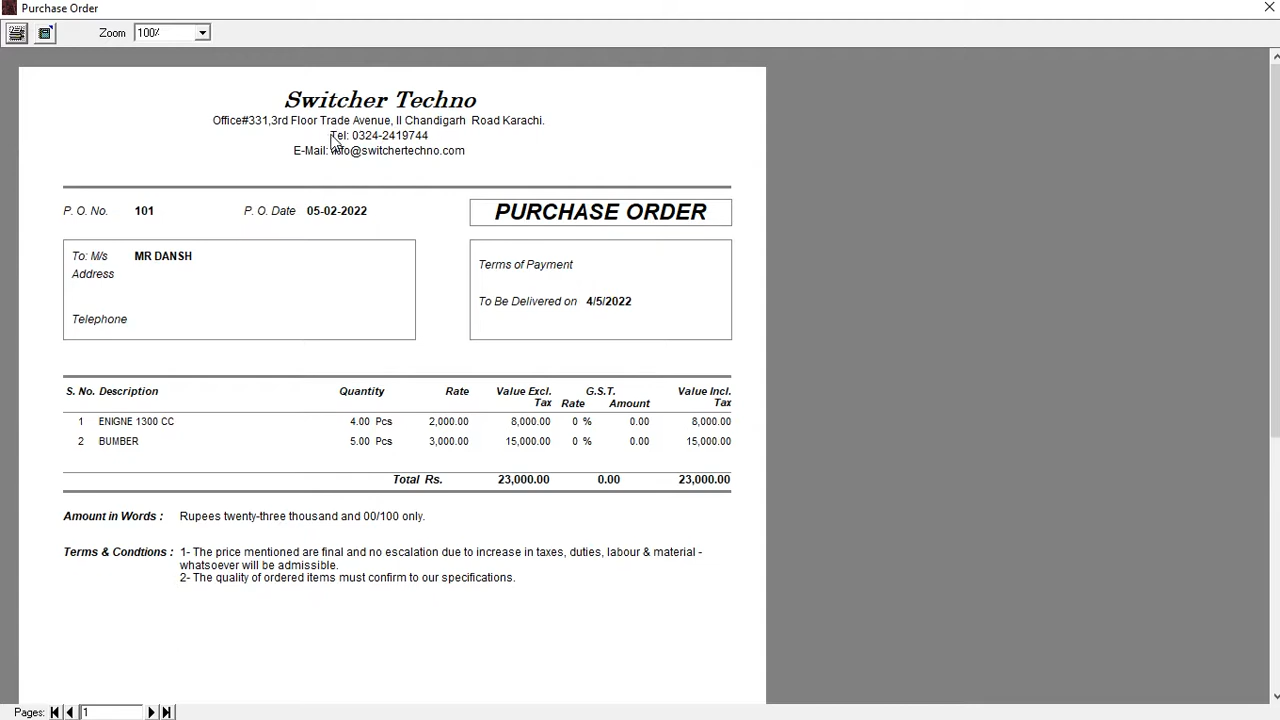 Purchase Order
Zoom 100%
Switcher Techno
Office#331,3rd Floor Trade Avenue, II Chandigarh Road Karachi.
Tel: 0324-2419744
E-Mail: info@switchertechno.com
P. O. No. 101 P. O. Date 05-02-2022 PURCHASE ORDER
To: M/s MR DANSH
Address
Telephone
Terms of Payment
To Be Delivered on 4/5/2022
S. No. Description Quantity Rate Value Excl. Tax G.S.T. Rate Amount Value Incl. Tax
1 ENIGNE 1300 CC 4.00 Pcs 2,000.00 8,000.00 0 % 0.00 8,000.00
2 BUMBER 5.00 Pcs 3,000.00 15,000.00 0 % 0.00 15,000.00
Total Rs. 23,000.00 0.00 23,000.00
Amount in Words : Rupees twenty-three thousand and 00/100 only.
Terms & Condtions : 1- The price mentioned are final and no escalation due to increase in taxes, duties, labour & material -
whatsoever will be admissible.
2- The quality of ordered items must confirm to our specifications.
Pages: 1